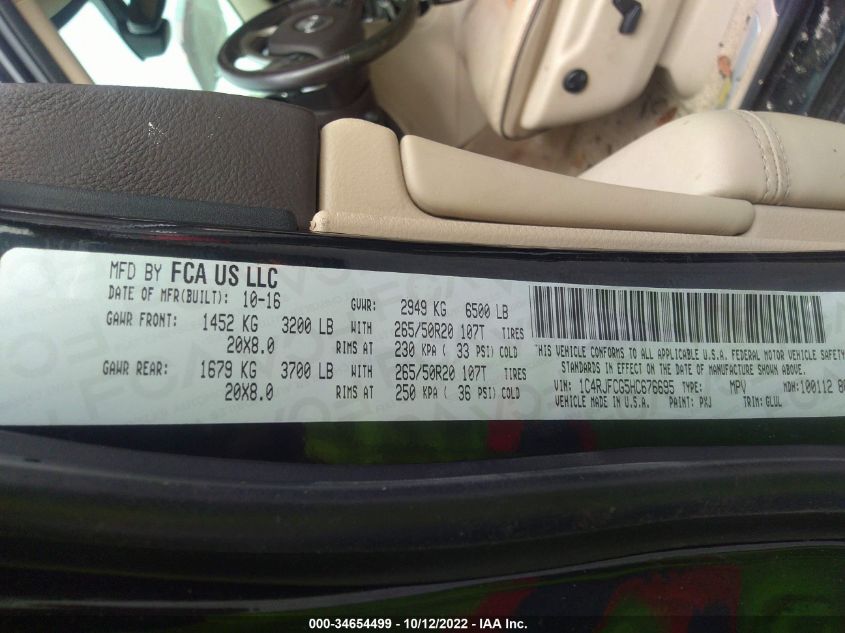 MFD BY FCA US LLC
DATE OF MFR(BUILT): 10-16 GVWR: 2949 KG 6500 LB
GAWR FRONT: 1452 KG 3200 LB WITH 265/50R20 107T TIRES
20X8.0 RIMS AT 230 KPA ( 33 PSI) COLD
GAWR REAR: 1679 KG 3700 LB WITH 265/50R20 107T TIRES
20X8.0 RIMS AT 250 KPA ( 36 PSI) COLD
THIS VEHICLE CONFORMS TO ALL APPLICABLE U.S.A. FEDERAL MOTOR VEHICLE SAFETY
STANDARDS IN EFFECT ON THE DATE OF MANUFACTURE SHOWN ABOVE.
VIN: 1C4RJFCG5HC676695 TYPE: MPV MDH:100112
VEHICLE MADE IN U.S.A. PAINT: PXJ TRIM: GLUL
000-34654499 - 10/12/2022 - IAA Inc.